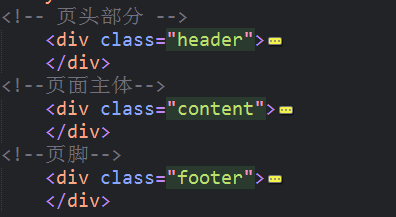 <!-- 页头部分 -->
<div class="header">
</div>
<!--页面主体-->
<div class="content">
</div>
<!--页脚-->
<div class="footer">
</div>